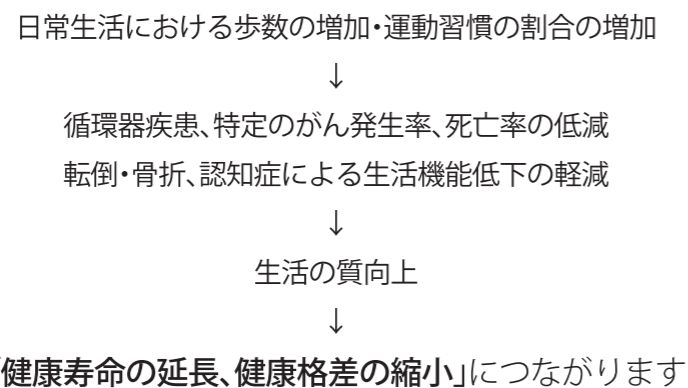 日常生活における歩数の増加・運動習慣の割合の増加
↓
循環器疾患、特定のがん発生率、死亡率の低減
転倒・骨折、認知症による生活機能低下の軽減
↓
生活の質向上
↓
「健康寿命の延長、健康格差の縮小」につながります